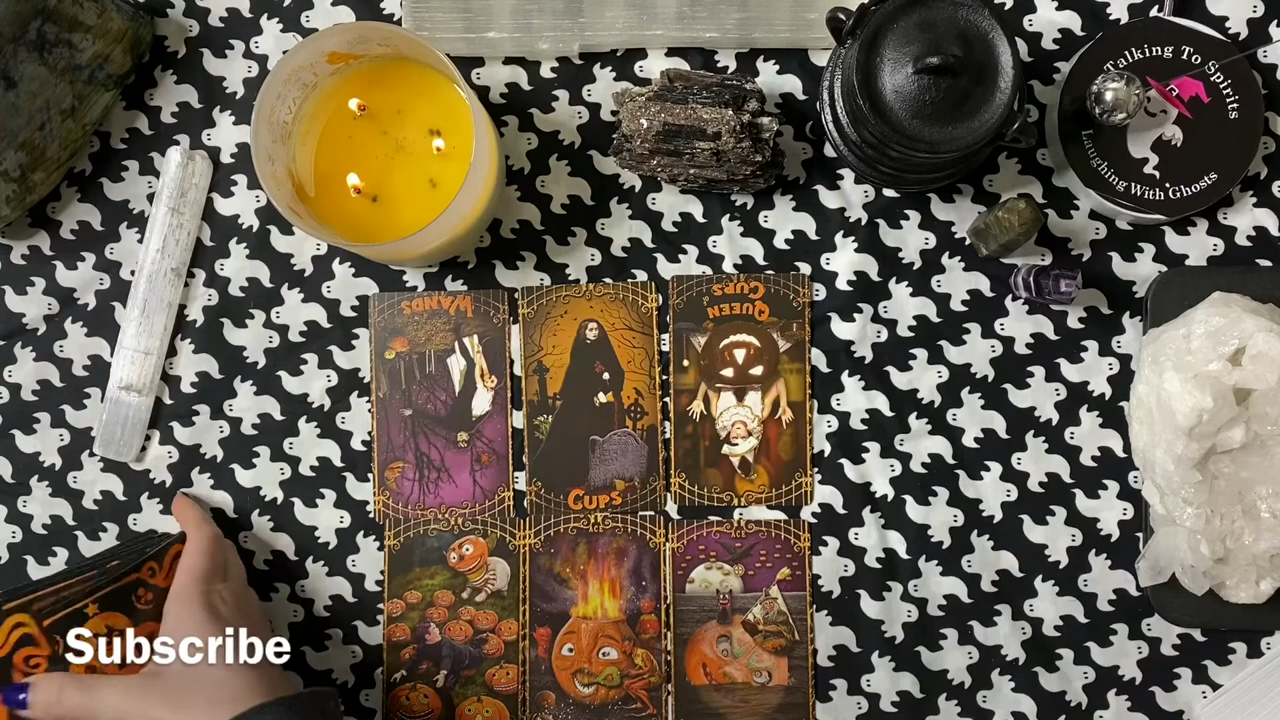 Talking To Spirits
Laughing With Ghosts
WANDS
CUPS
QUEEN
OF
CUPS
ACE
ACE
Subscribe